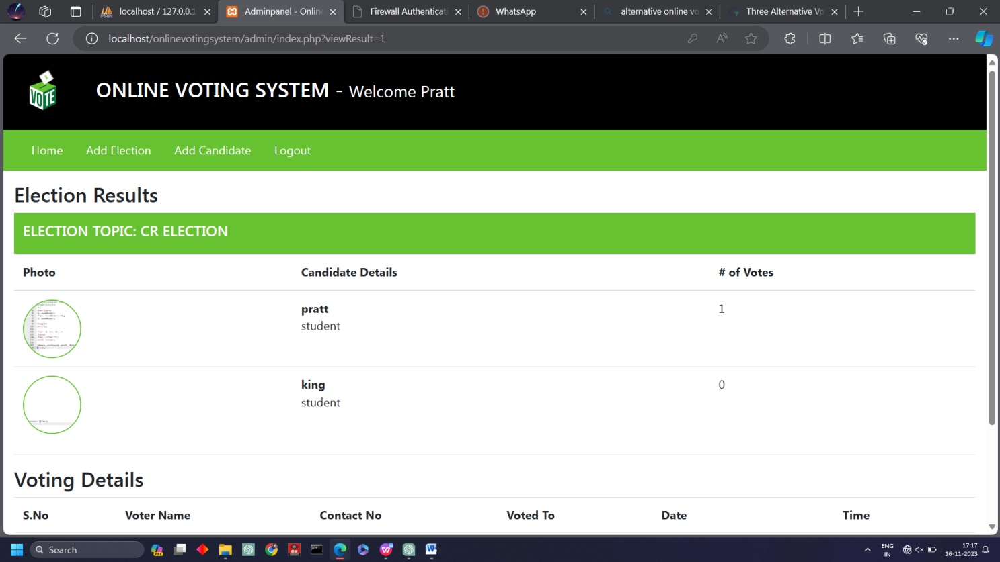 localhost / 127.0.0.1
Adminpanel - Onlin
Firewall Authenticati
WhatsApp
alternative online vo
Three Alternative Vo
localhost/onlinevotingsystem/admin/index.php?viewResult=1
VOTE
ONLINE VOTING SYSTEM - Welcome Pratt
Home Add Election Add Candidate Logout
Election Results
ELECTION TOPIC: CR ELECTION
Photo Candidate Details # of Votes
pratt 1
student
king 0
student
Voting Details
S.No Voter Name Contact No Voted To Date Time
Search
ENG
IN
17:17
16-11-2023